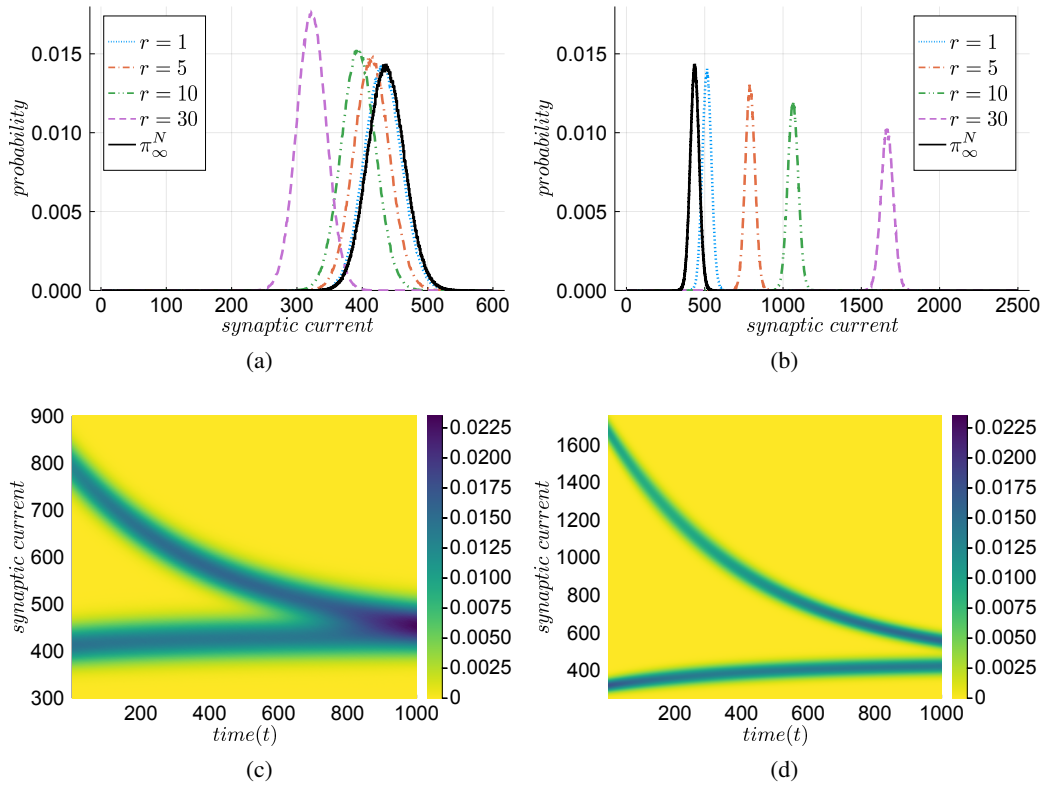 0.015
0.010
0.005
0.000
probability
r = 1
r = 5
r = 10
r = 30
π_∞^N
0 100 200 300 400 500 600
synaptic current
(a)
0.015
0.010
0.005
0.000
probability
r = 1
r = 5
r = 10
r = 30
π_∞^N
0 500 1000 1500 2000 2500
synaptic current
(b)
900
800
700
600
500
400
300
synaptic current
200 400 600 800 1000
time(t)
0.0225
0.0200
0.0175
0.0150
0.0125
0.0100
0.0075
0.0050
0.0025
0
(c)
1600
1400
1200
1000
800
600
400
synaptic current
200 400 600 800 1000
time(t)
0.0225
0.0200
0.0175
0.0150
0.0125
0.0100
0.0075
0.0050
0.0025
0
(d)